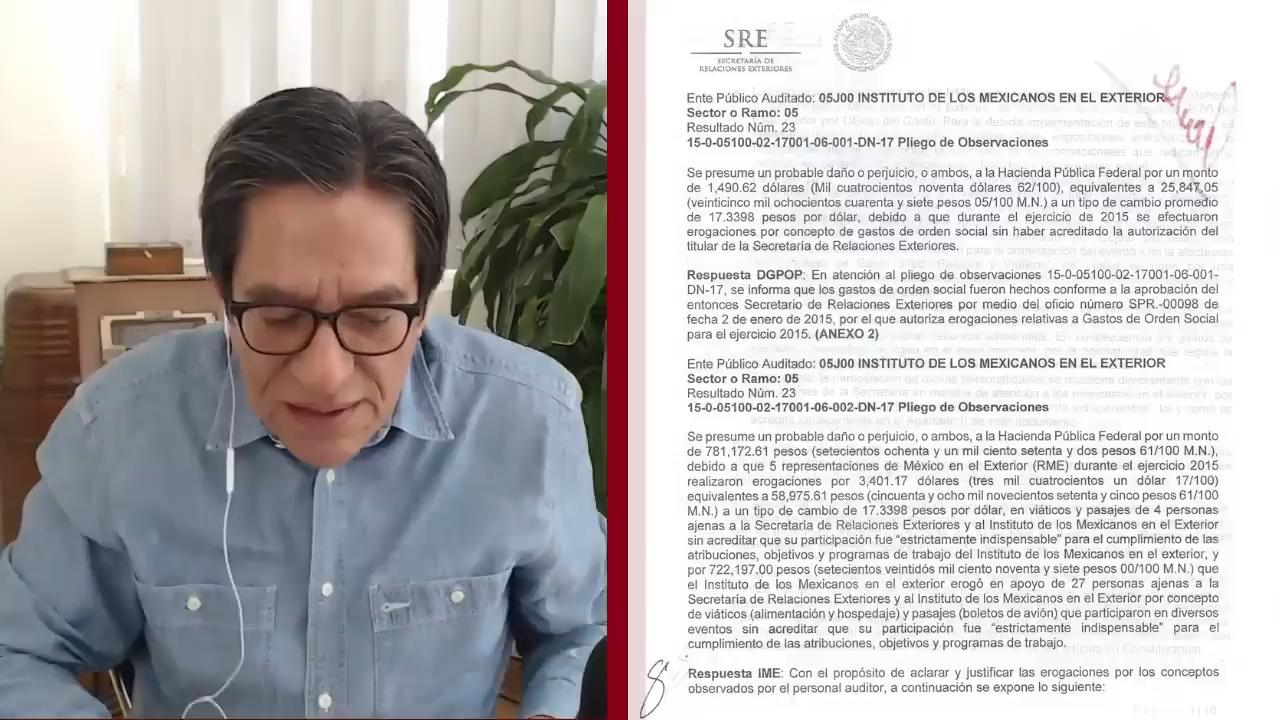 SRE
SECRETARÍA DE
RELACIONES EXTERIORES
Ente Público Auditado: 05J00 INSTITUTO DE LOS MEXICANOS EN EL EXTERIOR
Sector o Ramo: 05
Resultado Núm. 23
15-0-05100-02-17001-06-001-DN-17 Pliego de Observaciones
Se presume un probable daño o perjuicio, o ambos, a la Hacienda Pública Federal por un monto
de 1,490.62 dólares (Mil cuatrocientos noventa dólares 62/100), equivalentes a 25,847.05
(veinticinco mil ochocientos cuarenta y siete pesos 05/100 M.N.) a un tipo de cambio promedio
de 17.3398 pesos por dólar, debido a que durante el ejercicio de 2015 se efectuaron
erogaciones por concepto de gastos de orden social sin haber acreditado la autorización del
titular de la Secretaría de Relaciones Exteriores.
Respuesta DGPOP: En atención al pliego de observaciones 15-0-05100-02-17001-06-001-
DN-17, se informa que los gastos de orden social fueron hechos conforme a la aprobación del
entonces Secretario de Relaciones Exteriores por medio del oficio número SPR.-00098 de
fecha 2 de enero de 2015, por el que autoriza erogaciones relativas a Gastos de Orden Social
para el ejercicio 2015. (ANEXO 2)
Ente Público Auditado: 05J00 INSTITUTO DE LOS MEXICANOS EN EL EXTERIOR
Sector o Ramo: 05
Resultado Núm. 23
15-0-05100-02-17001-06-002-DN-17 Pliego de Observaciones
Se presume un probable daño o perjuicio, o ambos, a la Hacienda Pública Federal por un monto
de 781,172.61 pesos (setecientos ochenta y un mil ciento setenta y dos pesos 61/100 M.N.),
debido a que 5 representaciones de México en el Exterior (RME) durante el ejercicio 2015
realizaron erogaciones por 3,401.17 dólares (tres mil cuatrocientos un dólar 17/100)
equivalentes a 58,975.61 pesos (cincuenta y ocho mil novecientos setenta y cinco pesos 61/100
M.N.) a un tipo de cambio de 17.3398 pesos por dólar, en viáticos y pasajes de 4 personas
ajenas a la Secretaría de Relaciones Exteriores y al Instituto de los Mexicanos en el Exterior
sin acreditar que su participación fue “estrictamente indispensable” para el cumplimiento de las
atribuciones, objetivos y programas de trabajo del Instituto de los Mexicanos en el exterior, y
por 722,197.00 pesos (setecientos veintidós mil ciento noventa y siete pesos 00/100 M.N.) que
el Instituto de los Mexicanos en el exterior erogó en apoyo de 27 personas ajenas a la
Secretaría de Relaciones Exteriores y al Instituto de los Mexicanos en el Exterior por concepto
de viáticos (alimentación y hospedaje) y pasajes (boletos de avión) que participaron en diversos
eventos sin acreditar que su participación fue “estrictamente indispensable” para el
cumplimiento de las atribuciones, objetivos y programas de trabajo.
Respuesta IME: Con el propósito de aclarar y justificar las erogaciones por los conceptos
observados por el personal auditor, a continuación se expone lo siguiente: